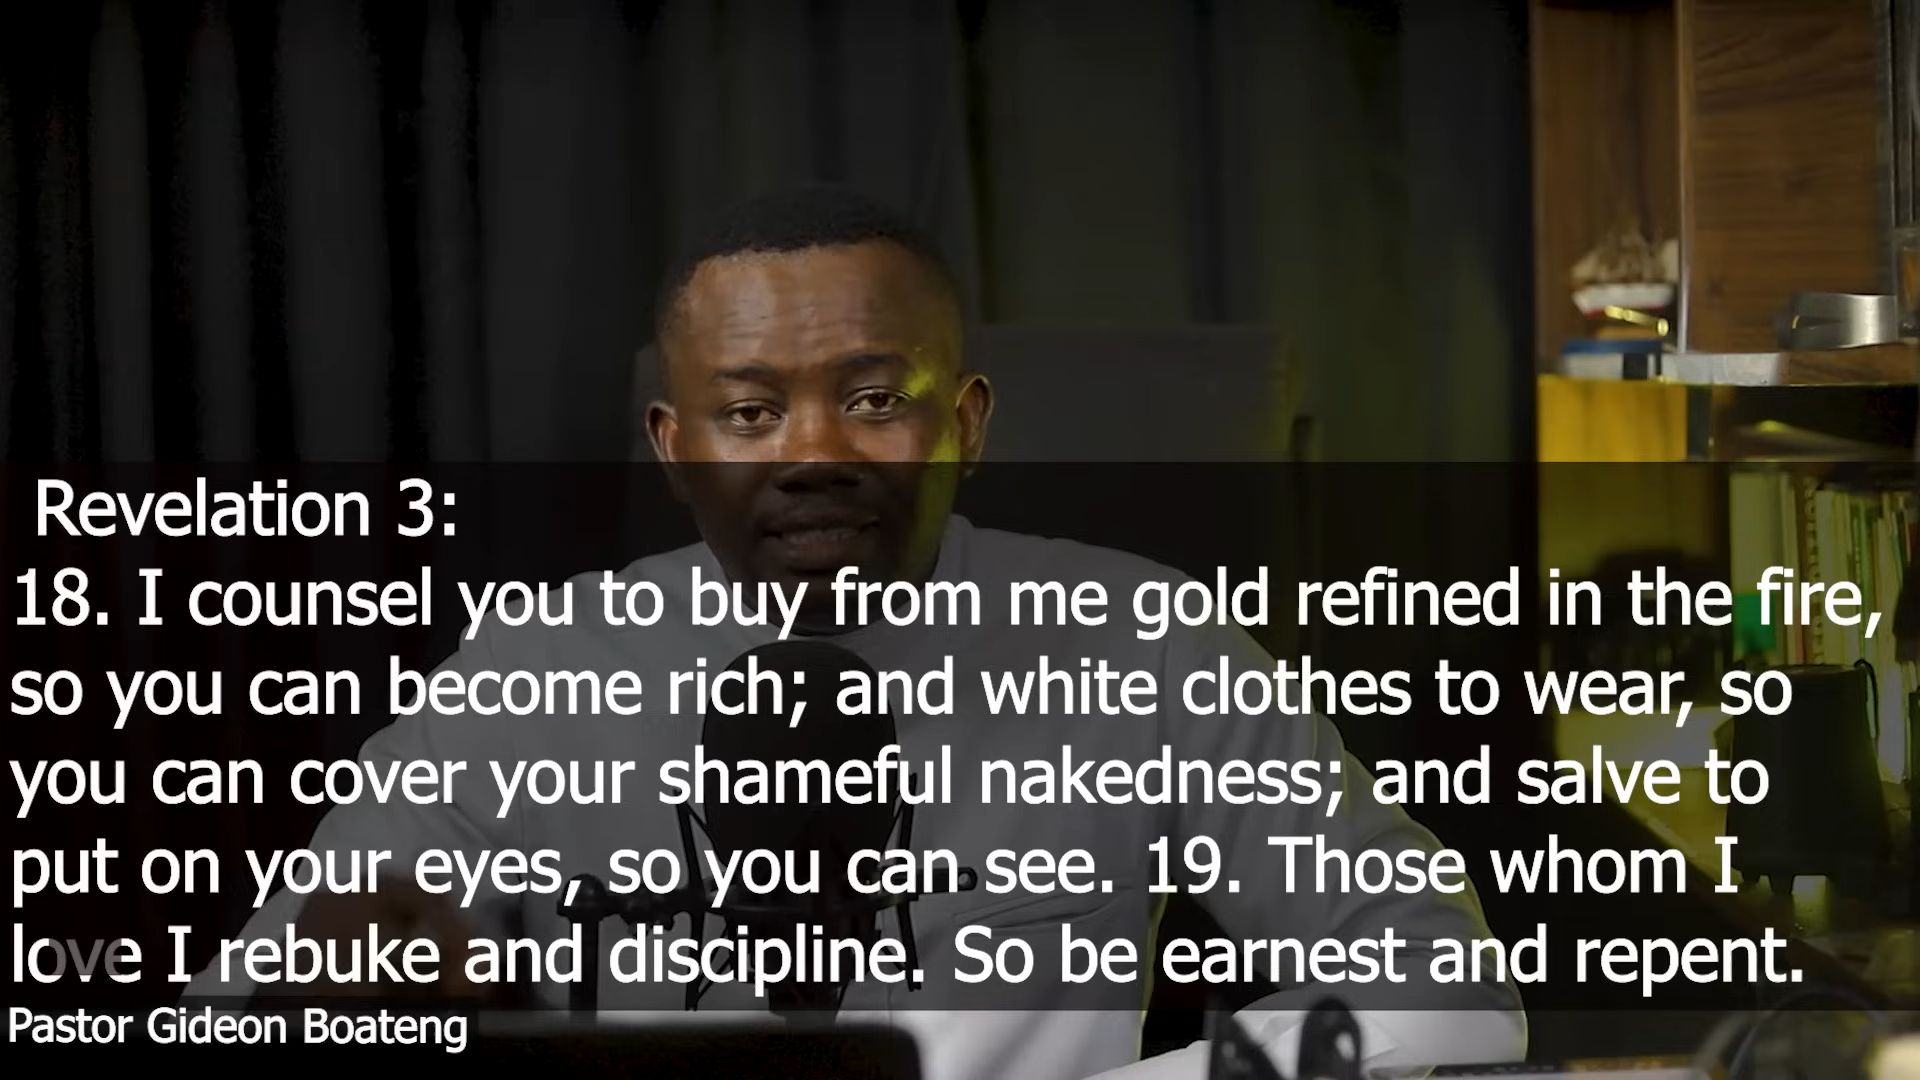 Revelation 3:
18. I counsel you to buy from me gold refined in the fire,
so you can become rich; and white clothes to wear, so
you can cover your shameful nakedness; and salve to
put on your eyes, so you can see. 19. Those whom I
love I rebuke and discipline. So be earnest and repent.
Pastor Gideon Boateng